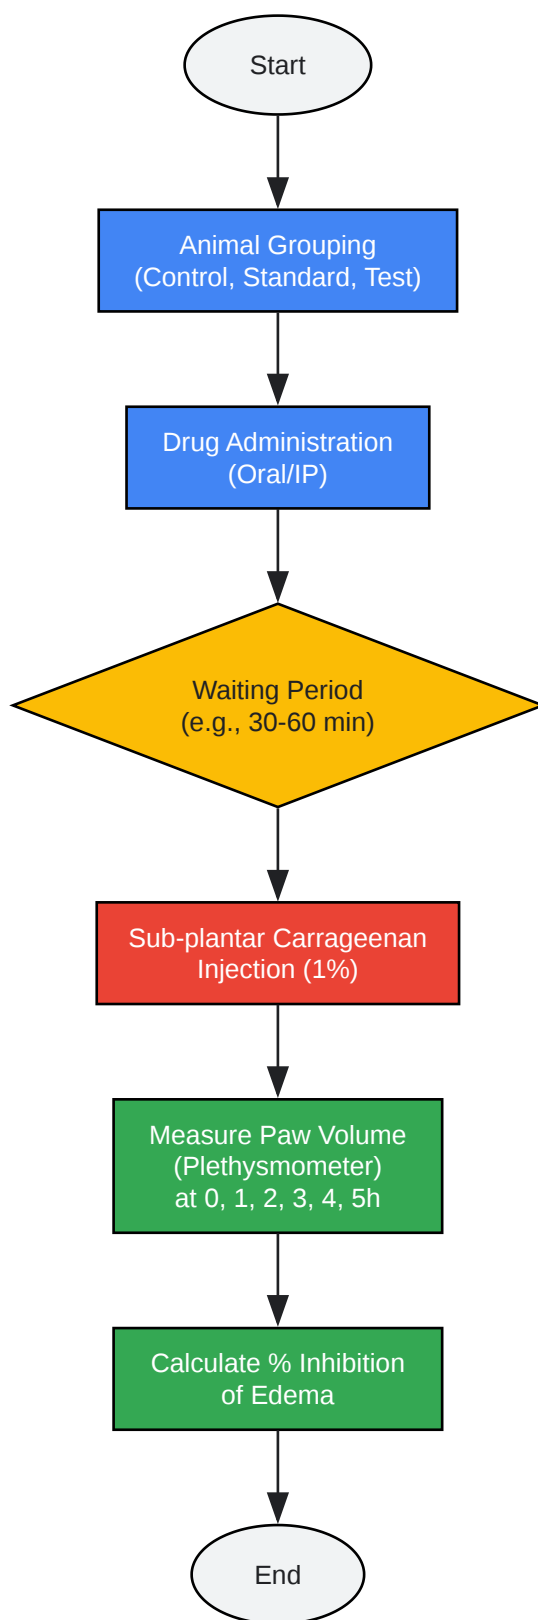 Start
Animal Grouping
(Control, Standard, Test)
Drug Administration
(Oral/IP)
Waiting Period
(e.g., 30-60 min)
Sub-plantar Carrageenan
Injection (1%)
Measure Paw Volume
(Plethysmometer)
at 0, 1, 2, 3, 4, 5h
Calculate % Inhibition
of Edema
End